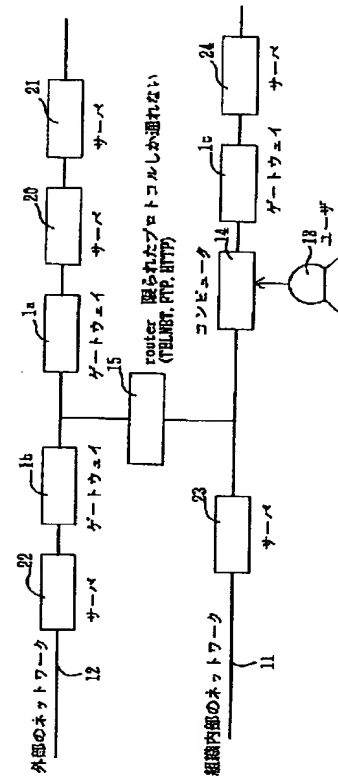 外部のネットワーク
12
22
サーバ
1b
ゲートウェイ
1a
ゲートウェイ
20
サーバ
21
サーバ
15
router 限られたプロトコルしか通れない
(TELNET, FTP, HTTP)
組織内部のネットワーク
11
23
サーバ
コンピュータ
14
1c
ゲートウェイ
24
サーバ
18
ユーザ